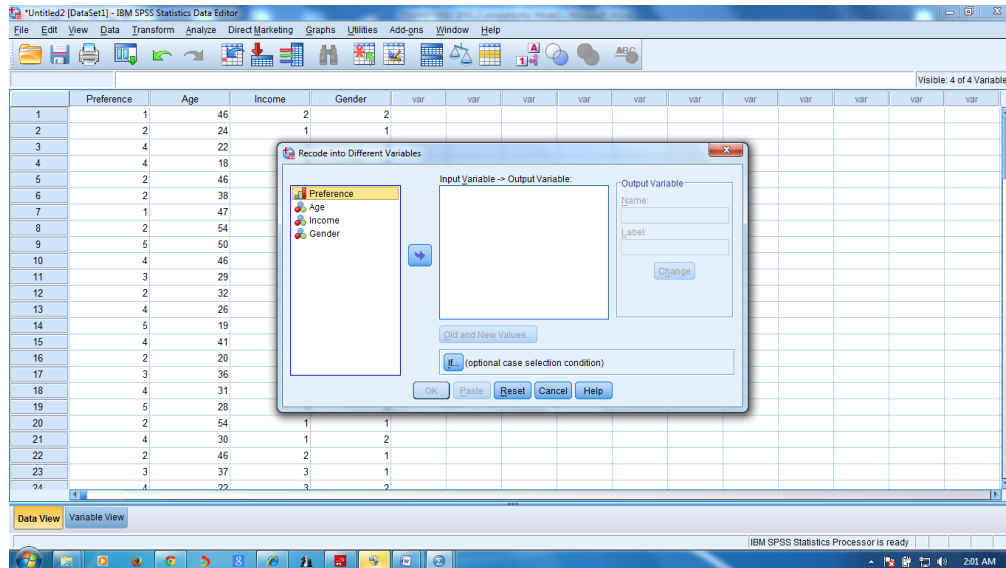 *Untitled2 [DataSet1] - IBM SPSS Statistics Data Editor
File Edit View Data Transform Analyze Direct Marketing Graphs Utilities Add-ons Window Help
Visible: 4 of 4 Variable
Preference Age Income Gender var var var var var var var var var var var
1 1 46 2 2
2 2 24 1 1
3 4 22
4 4 18
5 2 46
6 2 38
7 1 47
8 2 54
9 5 50
10 4 46
11 3 29
12 2 32
13 4 26
14 5 19
15 4 41
16 2 20
17 3 36
18 4 31
19 5 28
20 2 54 1 1
21 4 30 1 2
22 2 46 2 1
23 3 37 3 1
24 4 22 3 2
Recode into Different Variables
Input Variable -> Output Variable:
Preference
Age
Income
Gender
Output Variable
Name:
Label:
Change
Old and New Values...
If... (optional case selection condition)
OK Paste Reset Cancel Help
Data View Variable View
IBM SPSS Statistics Processor is ready
2:01 AM